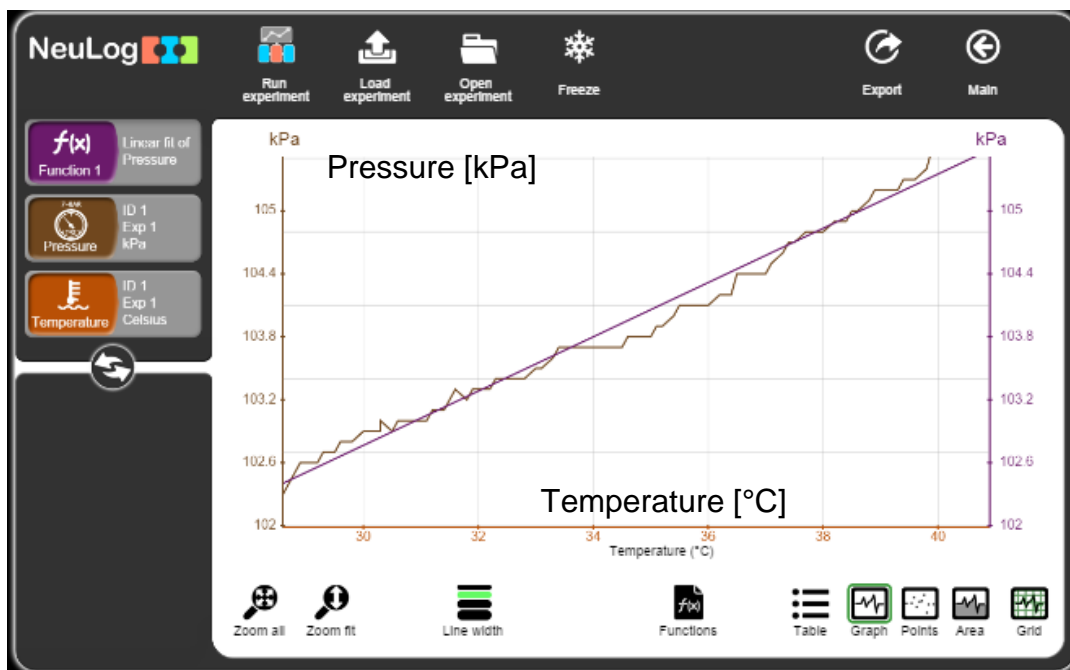 NeuLog
Run
experiment
Load
experiment
Open
experiment
Freeze
Export
Main
f(x)
Function 1
Linear fit of
Pressure
Pressure
ID 1
Exp 1
kPa
Temperature
ID 1
Exp 1
Celsius
kPa
kPa
Pressure [kPa]
105
104.4
103.8
103.2
102.6
102
105
104.4
103.8
103.2
102.6
102
Temperature [°C]
30
32
34
36
38
40
Temperature (°C)
Zoom all
Zoom fit
Line width
f(x)
Functions
Table
Graph
Points
Area
Grid